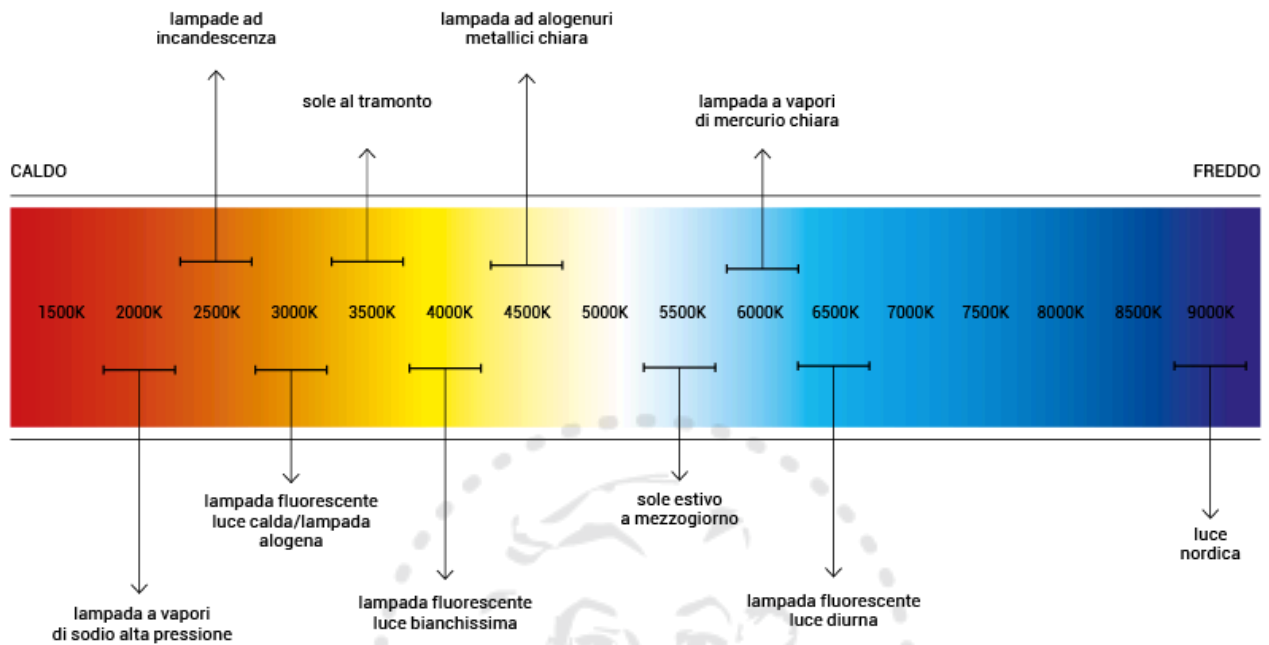 lampade ad
incandescenza
lampada ad alogenuri
metallici chiara
sole al tramonto
lampada a vapori
di mercurio chiara
CALDO
FREDDO
1500K 2000K 2500K 3000K 3500K 4000K 4500K 5000K 5500K 6000K 6500K 7000K 7500K 8000K 8500K 9000K
lampada fluorescente
luce calda/lampada
alogena
sole estivo
a mezzogiorno
luce
nordica
lampada a vapori
di sodio alta pressione
lampada fluorescente
luce bianchissima
lampada fluorescente
luce diurna